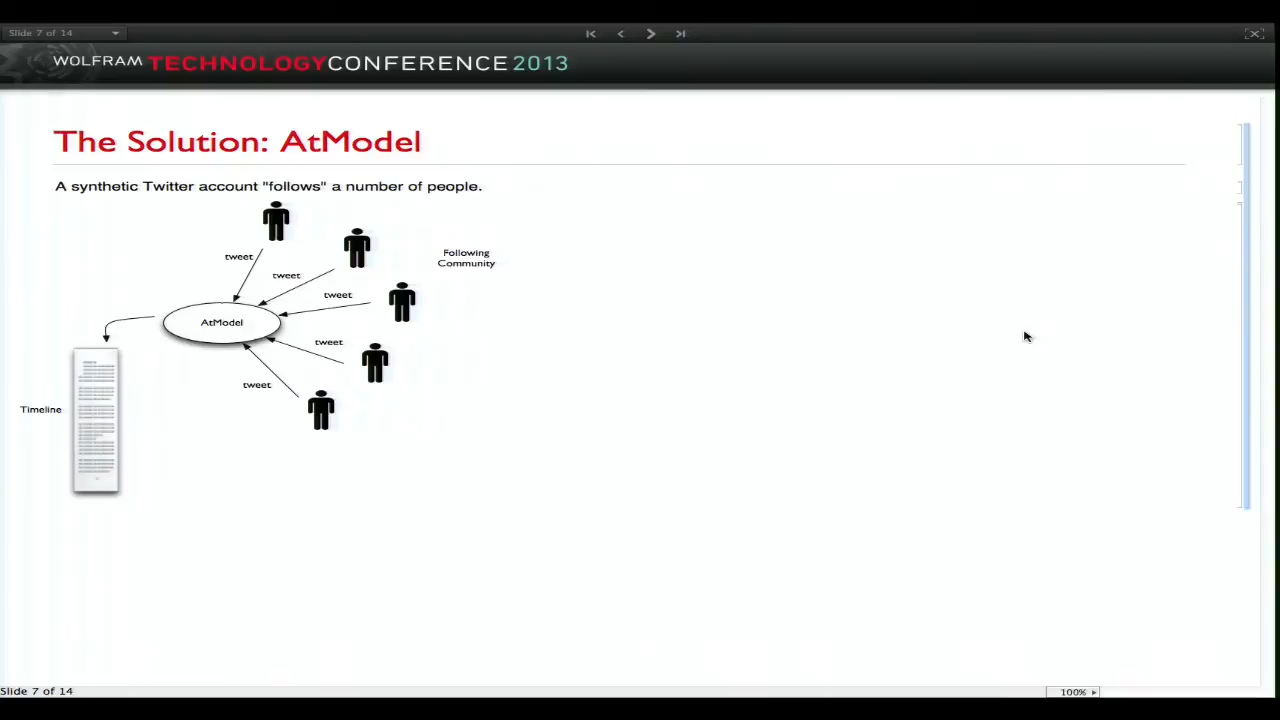 Slide 7 of 14
WOLFRAM TECHNOLOGYCONFERENCE 2013
The Solution: AtModel
A synthetic Twitter account "follows" a number of people.
tweet
Following
Community
tweet
tweet
AtModel
tweet
tweet
Timeline
Slide 7 of 14
100%